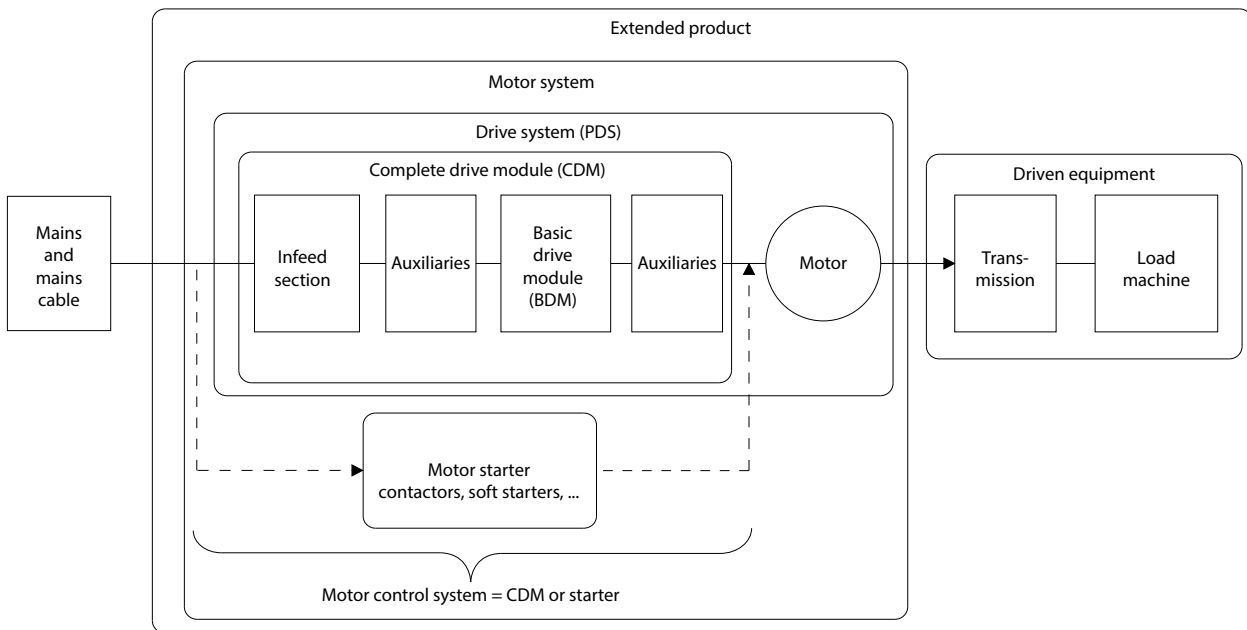 Extended product
Motor system
Drive system (PDS)
Complete drive module (CDM)
Driven equipment
Mains
and
mains
cable
Infeed
section
Auxiliaries
Basic
drive
module
(BDM)
Auxiliaries
Motor
Trans-
mission
Load
machine
Motor starter
contactors, soft starters, ...
Motor control system = CDM or starter